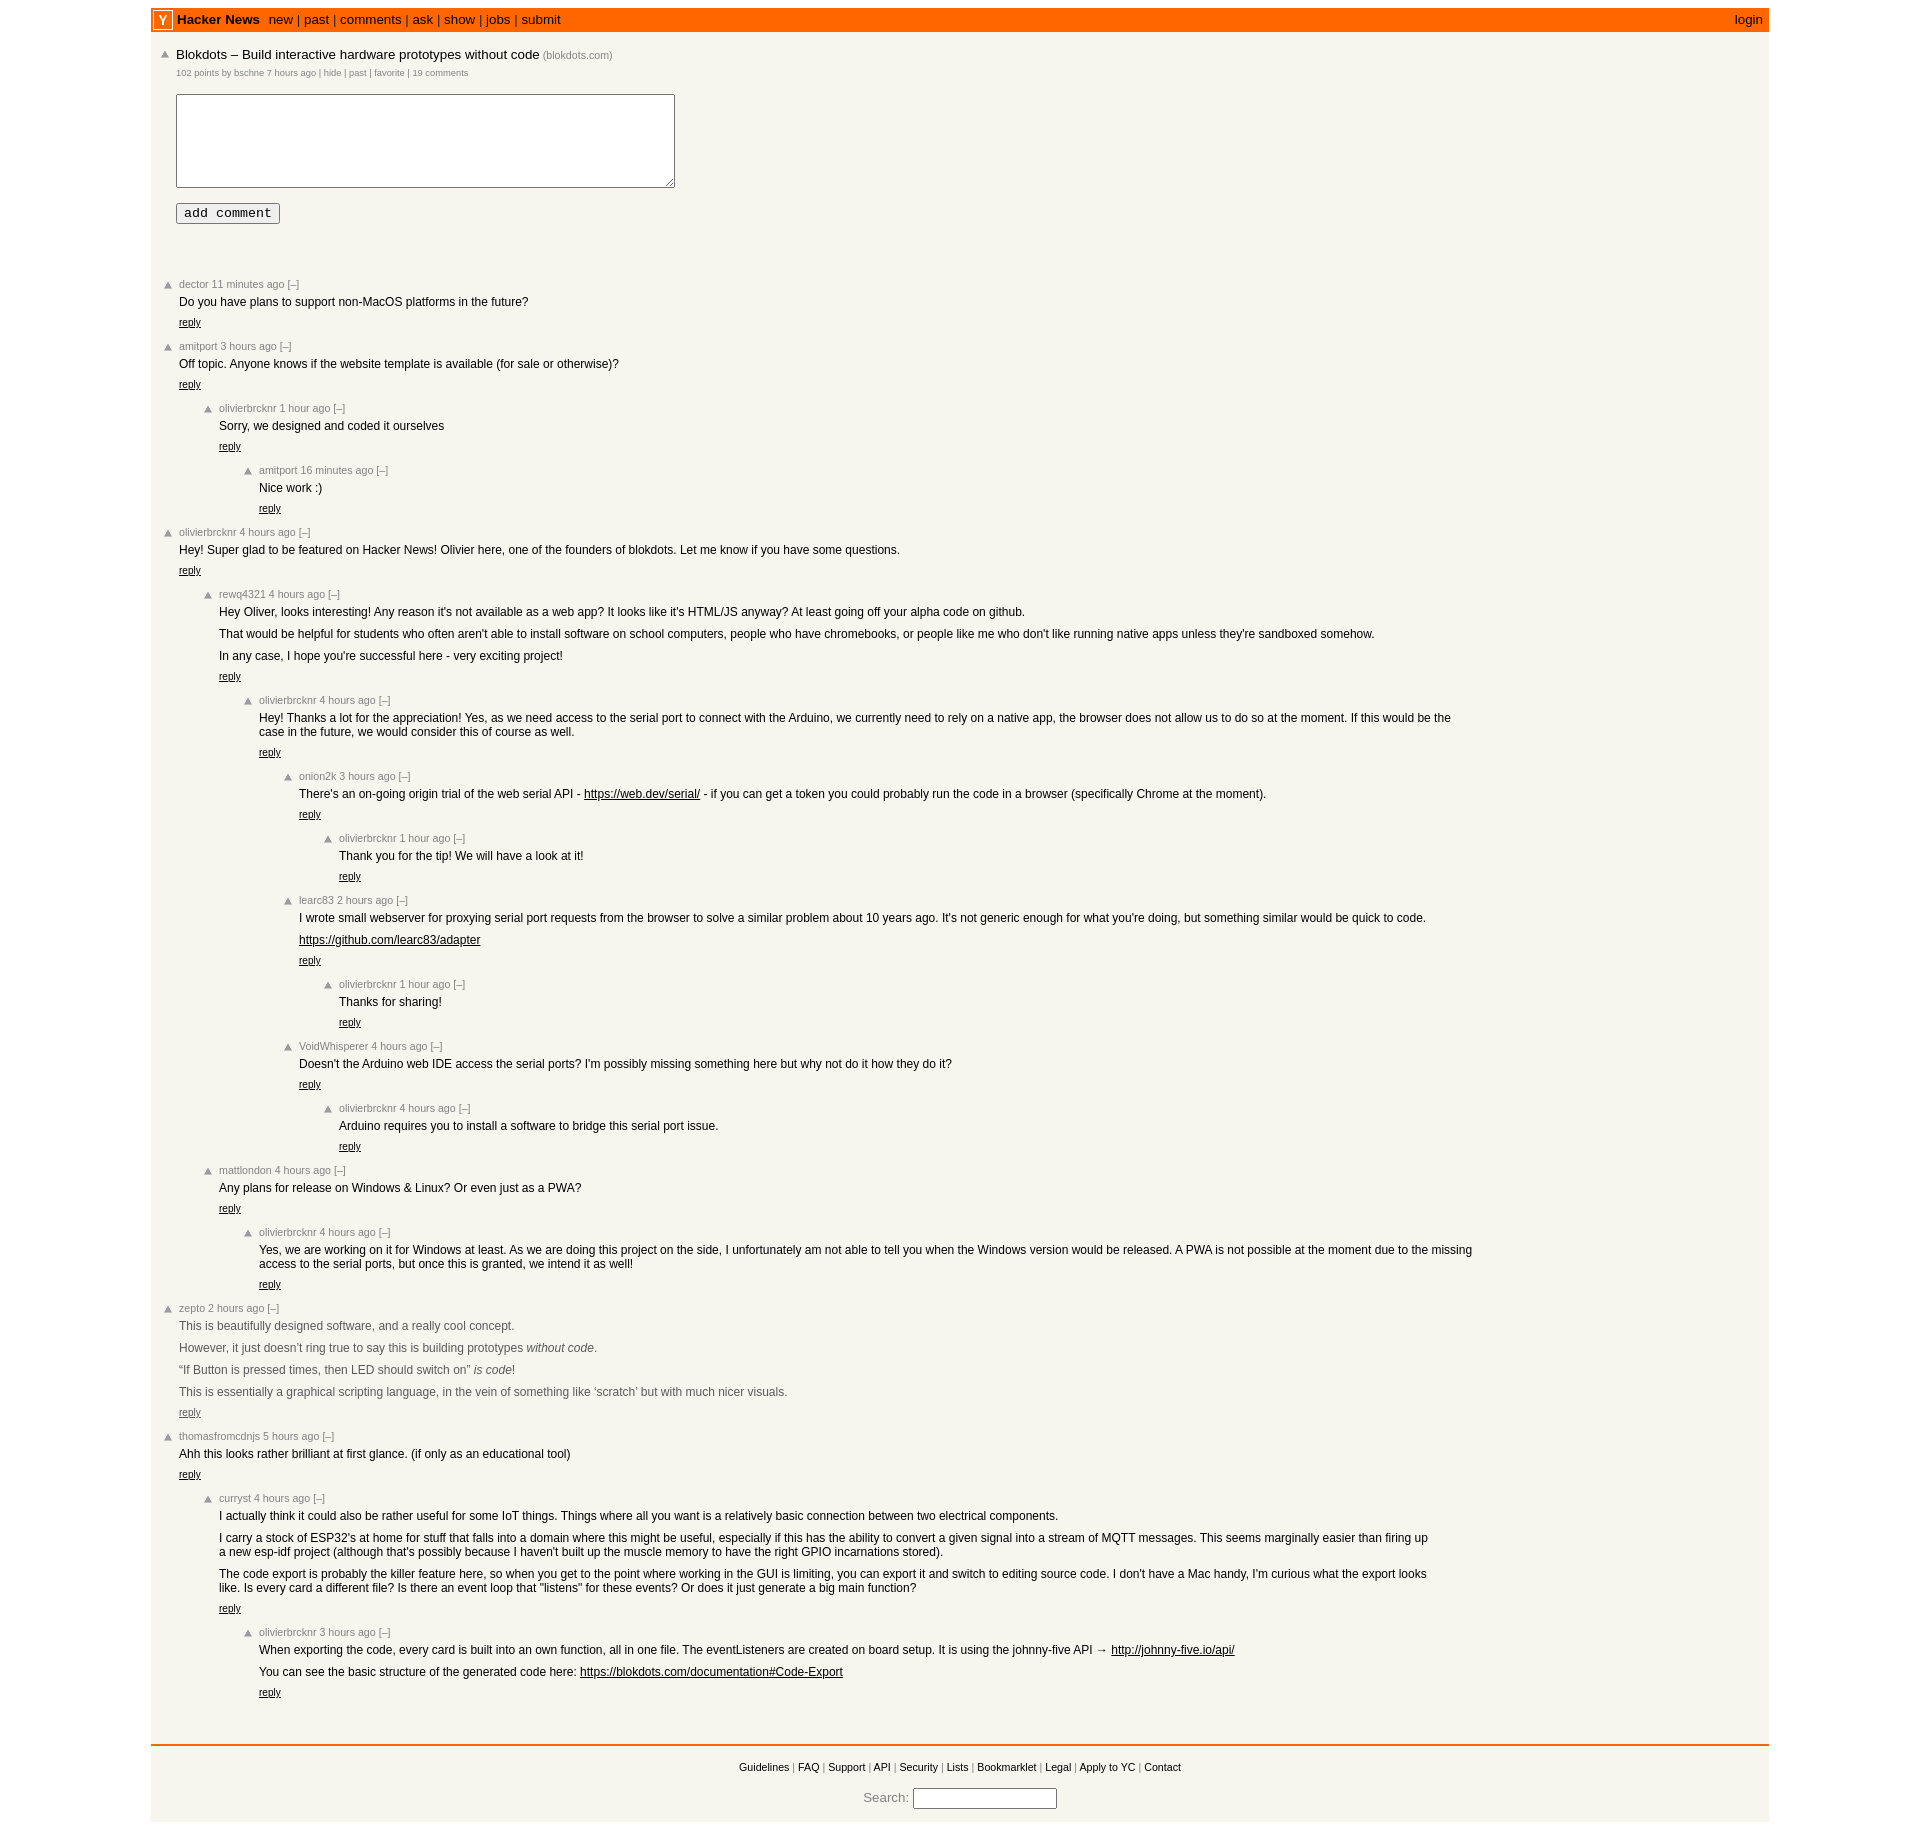 Y Hacker News new | past | comments | ask | show | jobs | submit login
Blokdots – Build interactive hardware prototypes without code (blokdots.com)
102 points by bschne 7 hours ago | hide | past | favorite | 19 comments
add comment
dector 11 minutes ago [–]
Do you have plans to support non-MacOS platforms in the future?
reply
amitport 3 hours ago [–]
Off topic. Anyone knows if the website template is available (for sale or otherwise)?
reply
olivierbrcknr 1 hour ago [–]
Sorry, we designed and coded it ourselves
reply
amitport 16 minutes ago [–]
Nice work :)
reply
olivierbrcknr 4 hours ago [–]
Hey! Super glad to be featured on Hacker News! Olivier here, one of the founders of blokdots. Let me know if you have some questions.
reply
rewq4321 4 hours ago [–]
Hey Oliver, looks interesting! Any reason it's not available as a web app? It looks like it's HTML/JS anyway? At least going off your alpha code on github.
That would be helpful for students who often aren't able to install software on school computers, people who have chromebooks, or people like me who don't like running native apps unless they're sandboxed somehow.
In any case, I hope you're successful here - very exciting project!
reply
olivierbrcknr 4 hours ago [–]
Hey! Thanks a lot for the appreciation! Yes, as we need access to the serial port to connect with the Arduino, we currently need to rely on a native app, the browser does not allow us to do so at the moment. If this would be the
case in the future, we would consider this of course as well.
reply
onion2k 3 hours ago [–]
There's an on-going origin trial of the web serial API - https://web.dev/serial/ - if you can get a token you could probably run the code in a browser (specifically Chrome at the moment).
reply
olivierbrcknr 1 hour ago [–]
Thank you for the tip! We will have a look at it!
reply
learc83 2 hours ago [–]
I wrote small webserver for proxying serial port requests from the browser to solve a similar problem about 10 years ago. It's not generic enough for what you're doing, but something similar would be quick to code.
https://github.com/learc83/adapter
reply
olivierbrcknr 1 hour ago [–]
Thanks for sharing!
reply
VoidWhisperer 4 hours ago [–]
Doesn't the Arduino web IDE access the serial ports? I'm possibly missing something here but why not do it how they do it?
reply
olivierbrcknr 4 hours ago [–]
Arduino requires you to install a software to bridge this serial port issue.
reply
mattlondon 4 hours ago [–]
Any plans for release on Windows & Linux? Or even just as a PWA?
reply
olivierbrcknr 4 hours ago [–]
Yes, we are working on it for Windows at least. As we are doing this project on the side, I unfortunately am not able to tell you when the Windows version would be released. A PWA is not possible at the moment due to the missing
access to the serial ports, but once this is granted, we intend it as well!
reply
zepto 2 hours ago [–]
This is beautifully designed software, and a really cool concept.
However, it just doesn’t ring true to say this is building prototypes without code.
“If Button is pressed times, then LED should switch on” is code!
This is essentially a graphical scripting language, in the vein of something like ‘scratch’ but with much nicer visuals.
reply
thomasfromcdnjs 5 hours ago [–]
Ahh this looks rather brilliant at first glance. (if only as an educational tool)
reply
curryst 4 hours ago [–]
I actually think it could also be rather useful for some IoT things. Things where all you want is a relatively basic connection between two electrical components.
I carry a stock of ESP32's at home for stuff that falls into a domain where this might be useful, especially if this has the ability to convert a given signal into a stream of MQTT messages. This seems marginally easier than firing up
a new esp-idf project (although that's possibly because I haven't built up the muscle memory to have the right GPIO incarnations stored).
The code export is probably the killer feature here, so when you get to the point where working in the GUI is limiting, you can export it and switch to editing source code. I don't have a Mac handy, I'm curious what the export looks
like. Is every card a different file? Is there an event loop that "listens" for these events? Or does it just generate a big main function?
reply
olivierbrcknr 3 hours ago [–]
When exporting the code, every card is built into an own function, all in one file. The eventListeners are created on board setup. It is using the johnny-five API → http://johnny-five.io/api/
You can see the basic structure of the generated code here: https://blokdots.com/documentation#Code-Export
reply
Guidelines | FAQ | Support | API | Security | Lists | Bookmarklet | Legal | Apply to YC | Contact
Search: